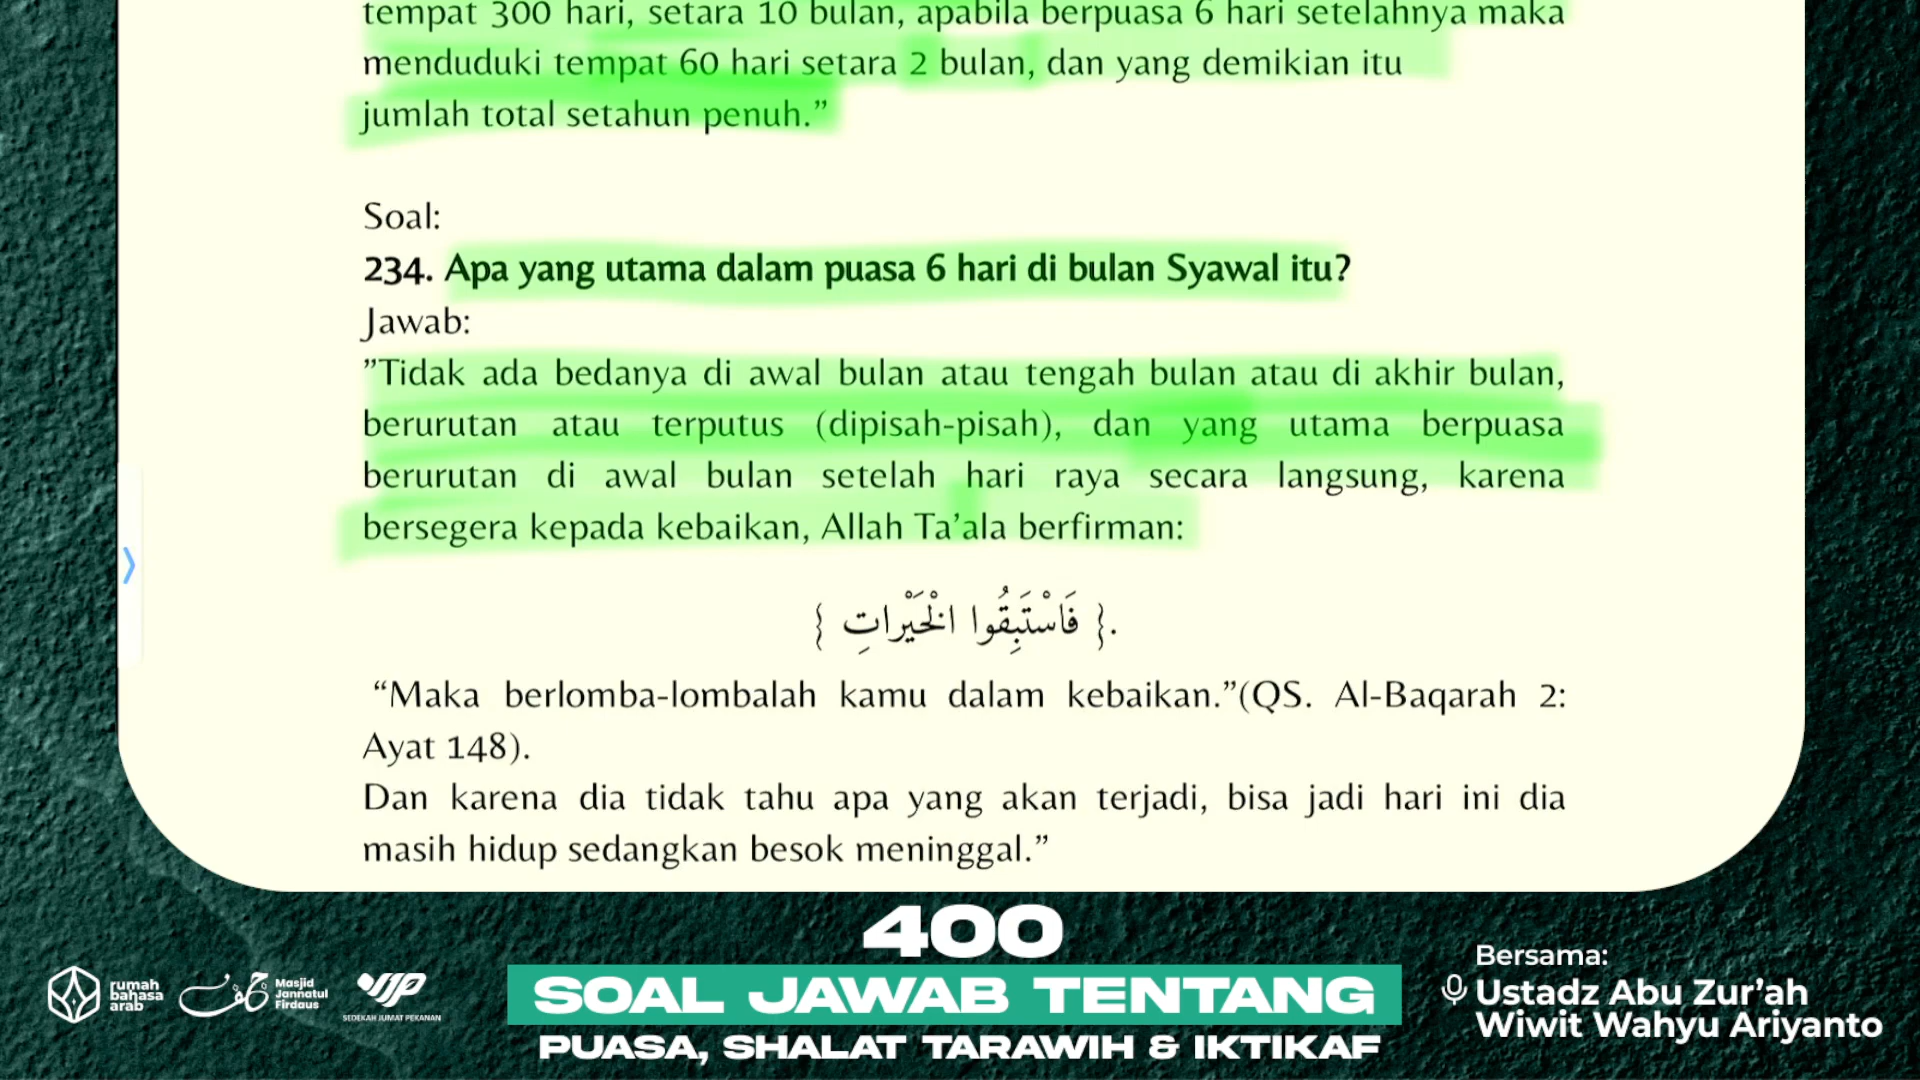 tempat 300 hari, setara 10 bulan, apabila berpuasa 6 hari setelahnya maka
menduduki tempat 60 hari setara 2 bulan, dan yang demikian itu
jumlah total setahun penuh.”
Soal:
234. Apa yang utama dalam puasa 6 hari di bulan Syawal itu?
Jawab:
”Tidak ada bedanya di awal bulan atau tengah bulan atau di akhir bulan,
berurutan atau terputus (dipisah-pisah), dan yang utama berpuasa
berurutan di awal bulan setelah hari raya secara langsung, karena
bersegera kepada kebaikan, Allah Ta’ala berfirman:
{ فَاسْتَبِقُوا الْخَيْرَاتِ }.
“Maka berlomba-lombalah kamu dalam kebaikan.”(QS. Al-Baqarah 2:
Ayat 148).
Dan karena dia tidak tahu apa yang akan terjadi, bisa jadi hari ini dia
masih hidup sedangkan besok meninggal.”
rumah
bahasa
arab
Masjid
Jannatul
Firdaus
SJP
SEDEKAH JUMAT PEKANAN
400
SOAL JAWAB TENTANG
PUASA, SHALAT TARAWIH & IKTIKAF
Bersama:
Ustadz Abu Zur’ah
Wiwit Wahyu Ariyanto